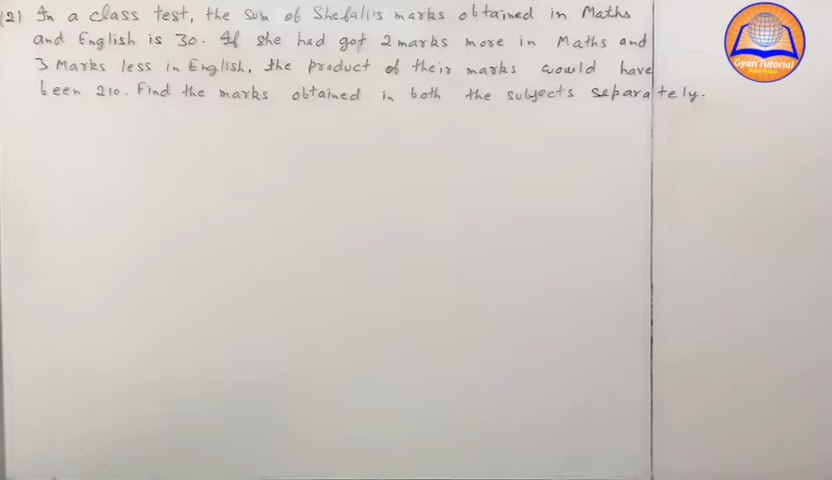 (2) In a class test, the sum of Shefali's marks obtained in Maths
and English is 30. If she had got 2 marks more in Maths and
3 Marks less in English, the product of their marks would have
been 210. Find the marks obtained in both the subjects separately.
Gyan Tutorial